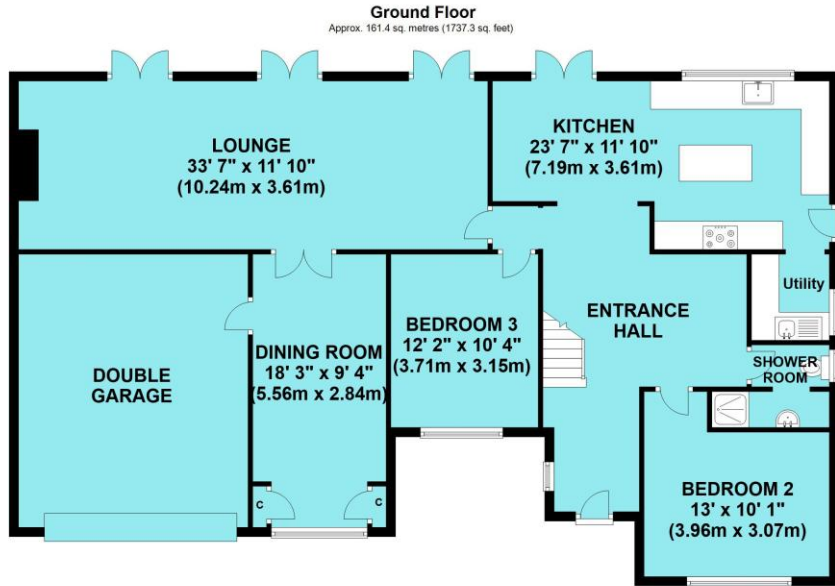 Ground Floor
Approx. 161.4 sq. metres (1737.3 sq. feet)
LOUNGE
33' 7" x 11' 10"
(10.24m x 3.61m)
KITCHEN
23' 7" x 11' 10"
(7.19m x 3.61m)
Utility
ENTRANCE
HALL
BEDROOM 3
12' 2" x 10' 4"
(3.71m x 3.15m)
DINING ROOM
18' 3" x 9' 4"
(5.56m x 2.84m)
DOUBLE
GARAGE
SHOWER
ROOM
C
C
BEDROOM 2
13' x 10' 1"
(3.96m x 3.07m)